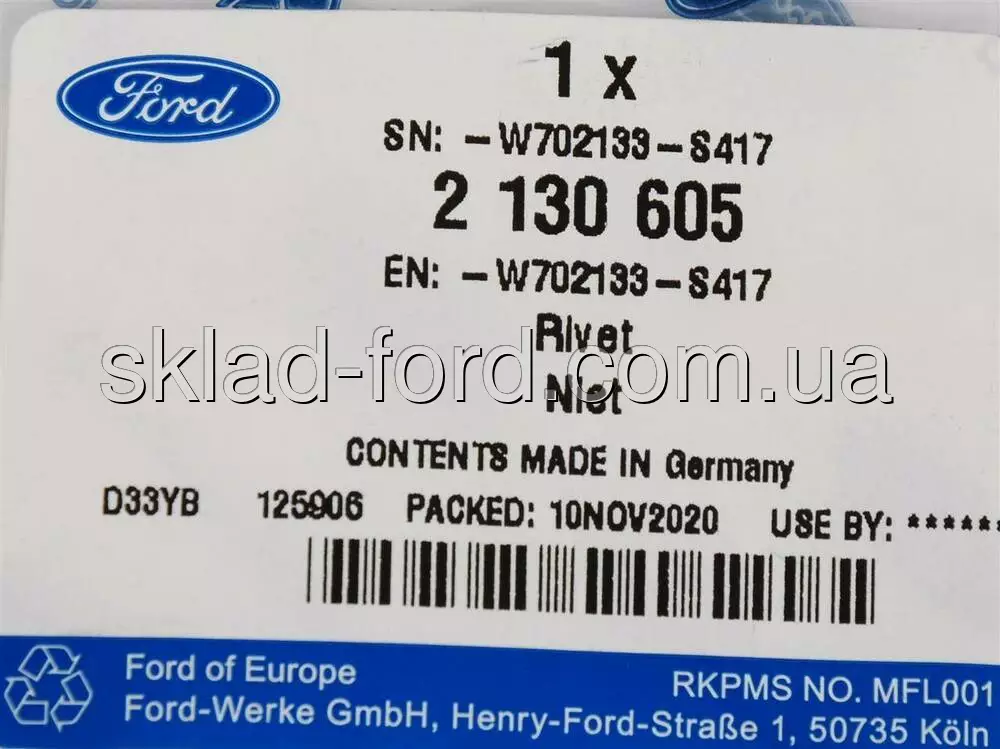 Ford
1 x
SN: -W702133-S417
2 130 605
EN: -W702133-S417
Rivet
sklad-ford.com.ua
Niet
CONTENTS MADE IN Germany
D33YB 125906 PACKED: 10NOV2020 USE BY: ******
Ford of Europe
RKPMS NO. MFL001
Ford-Werke GmbH, Henry-Ford-Straße 1, 50735 Köln